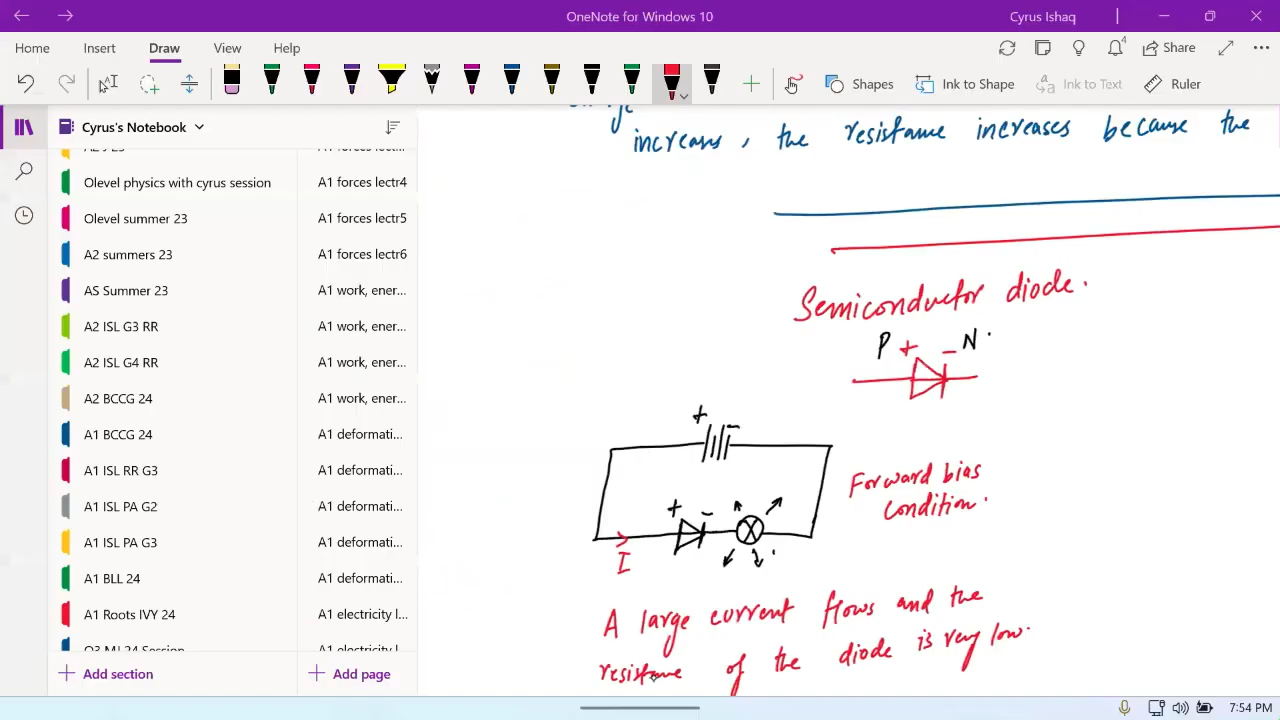 OneNote for Windows 10
Cyrus Ishaq
Home Insert Draw View Help
4 Share
Shapes Ink to Shape Ink to Text Ruler
Cyrus's Notebook
A1 forces lectr4
Olevel physics with cyrus session
Olevel summer 23 A1 forces lectr5
A2 summers 23 A1 forces lectr6
AS Summer 23 A1 work, ener...
A2 ISL G3 RR A1 work, ener...
A2 ISL G4 RR A1 work, ener...
A2 BCCG 24 A1 work, ener...
A1 BCCG 24 A1 deformati...
A1 ISL RR G3 A1 deformati...
A1 ISL PA G2 A1 deformati...
A1 ISL PA G3 A1 deformati...
A1 BLL 24 A1 deformati...
A1 Roots IVY 24 A1 electricity l...
Add section Add page
increases, the resistance increases because the
Semiconductor diode.
P + - N.
+ -
Forward bias
condition.
+ -
I
A large current flows and the
resistance of the diode is very low.
7:54 PM